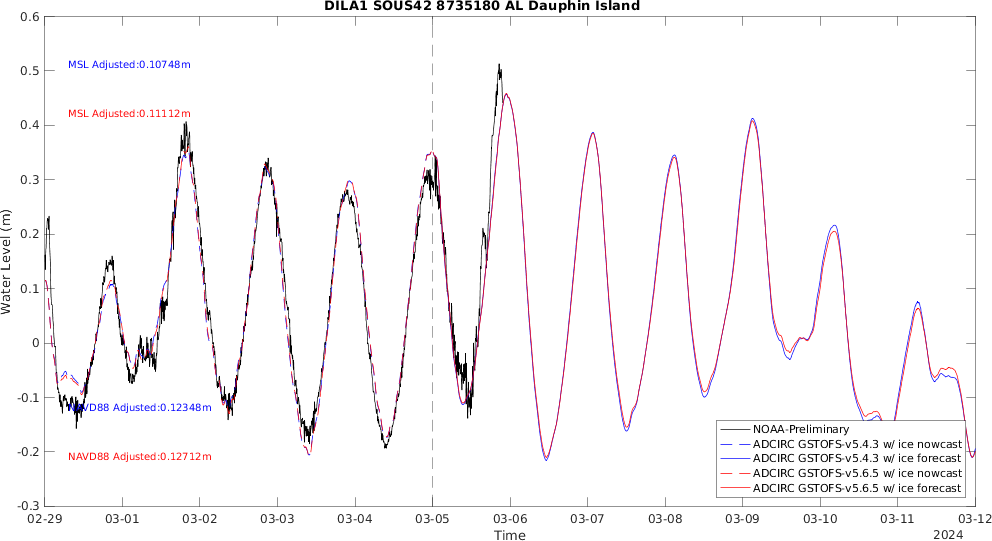 DILA1 SOUS42 8735180 AL Dauphin Island
0.6
0.5
0.4
0.3
0.2
0.1
0
-0.1
-0.2
-0.3
Water Level (m)
MSL Adjusted:0.10748m
MSL Adjusted:0.11112m
NAVD88 Adjusted:0.12348m
NAVD88 Adjusted:0.12712m
NOAA-Preliminary
ADCIRC GSTOFS-v5.4.3 w/ ice nowcast
ADCIRC GSTOFS-v5.4.3 w/ ice forecast
ADCIRC GSTOFS-v5.6.5 w/ ice nowcast
ADCIRC GSTOFS-v5.6.5 w/ ice forecast
02-29 03-01 03-02 03-03 03-04 03-05 03-06 03-07 03-08 03-09 03-10 03-11 03-12
Time
2024